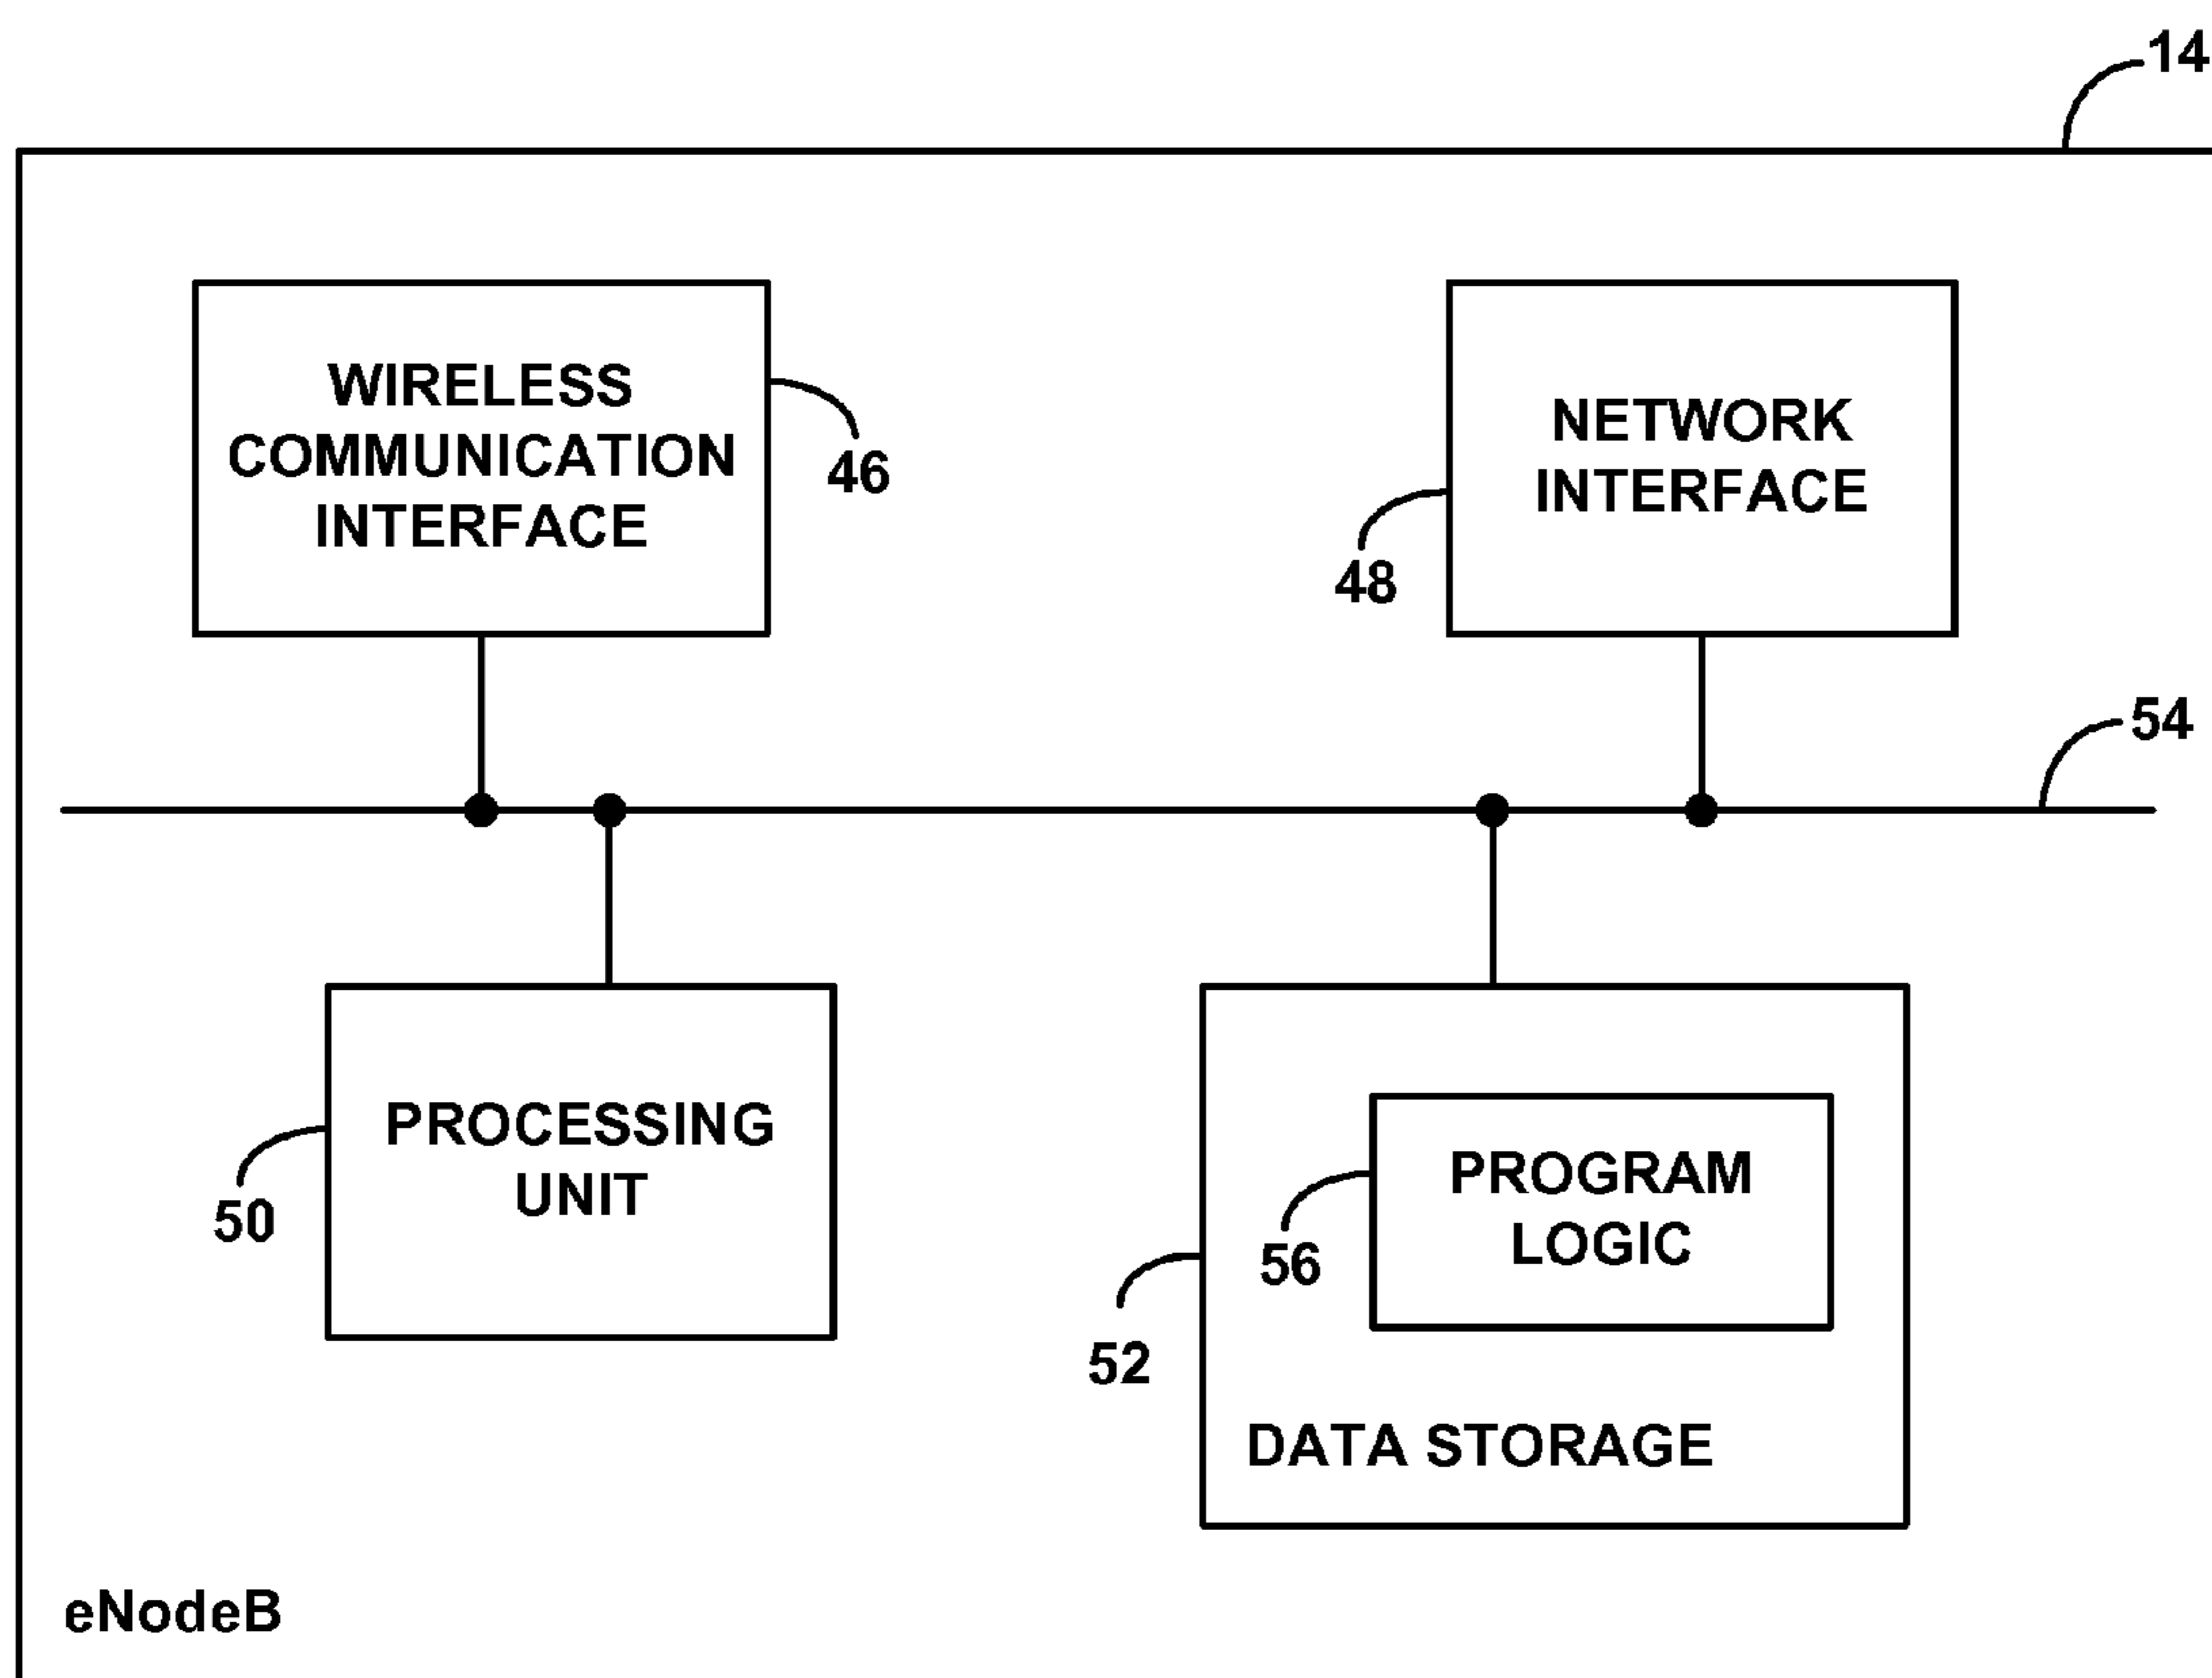 14
WIRELESS
COMMUNICATION
INTERFACE
46
NETWORK
INTERFACE
48
54
PROCESSING
UNIT
50
PROGRAM
LOGIC
56
52
DATA STORAGE
eNodeB